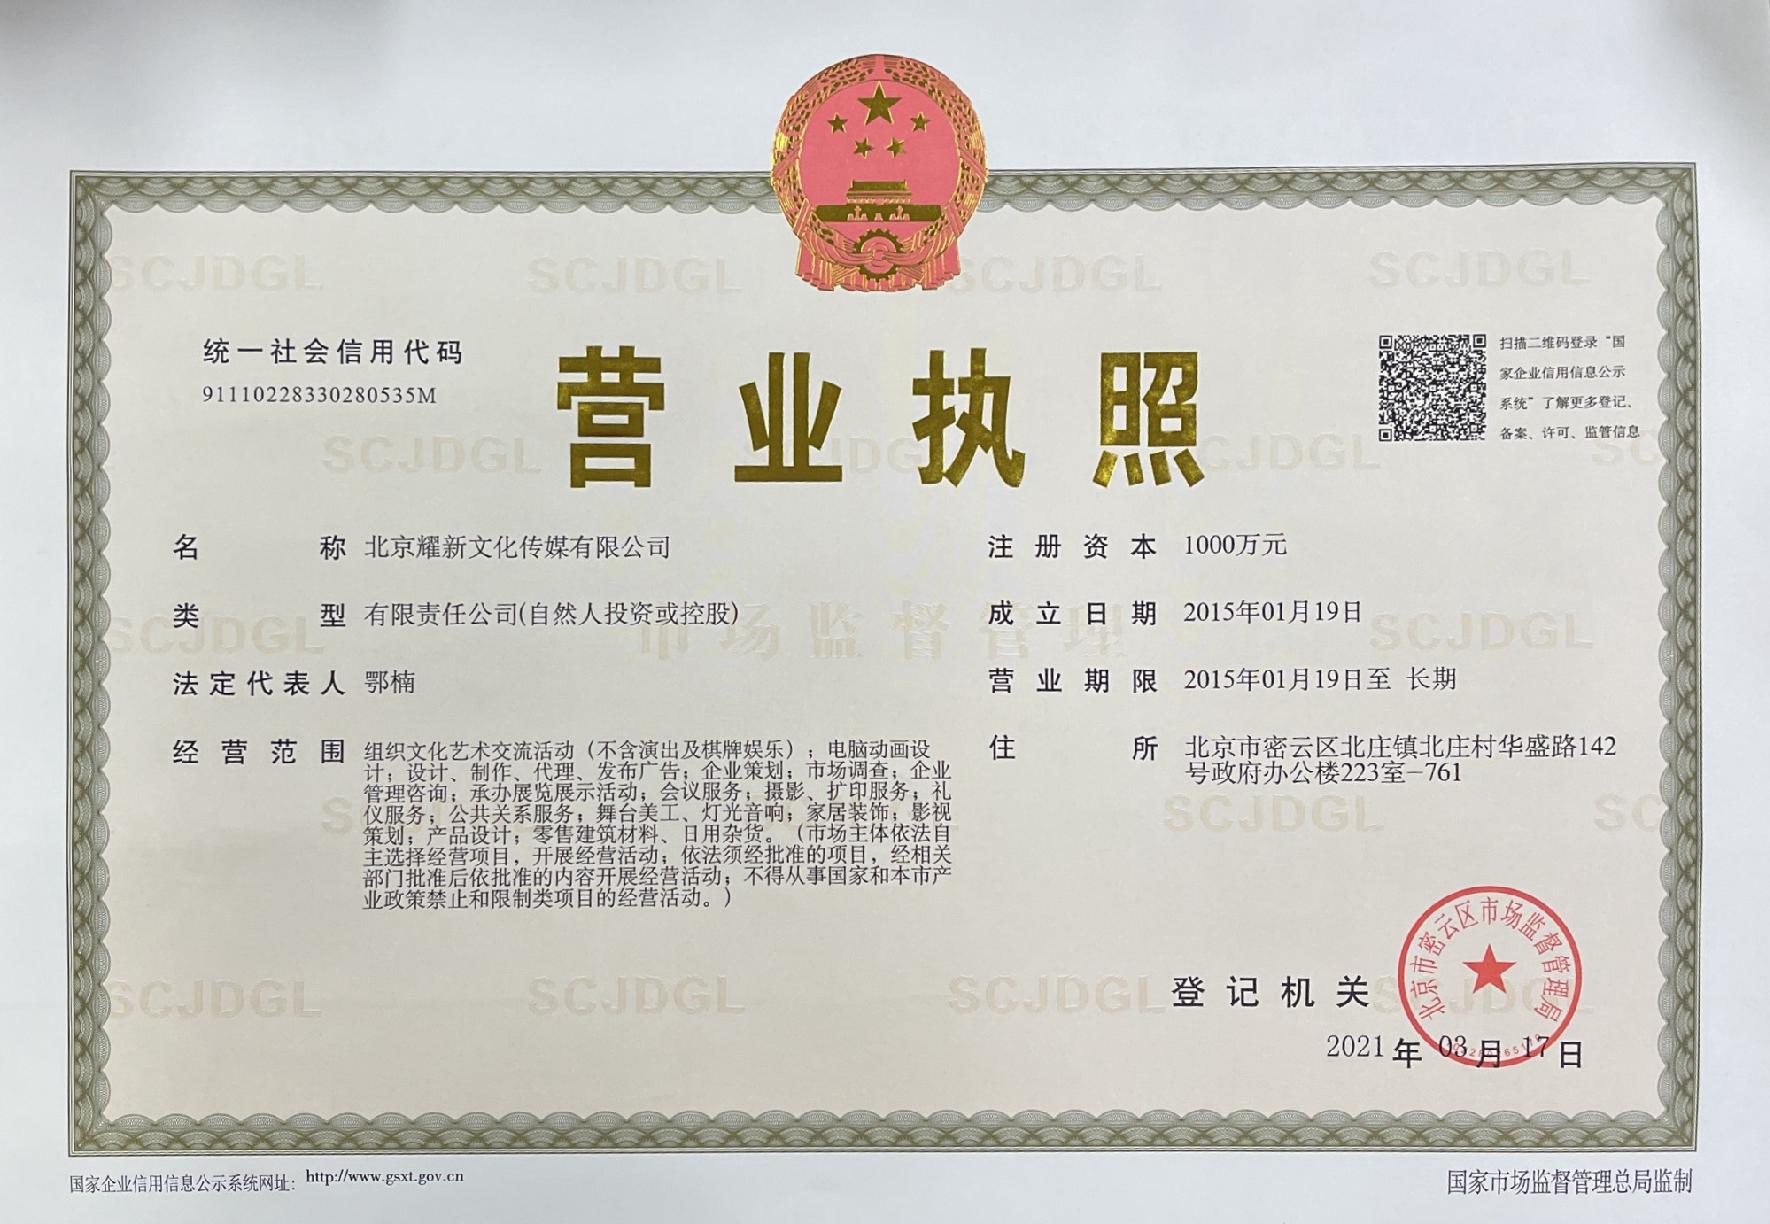 统一社会信用代码
91110228330280535M
营业执照
扫描二维码登录“国
家企业信用信息公示
系统”了解更多登记、
备案、许可、监管信息
名称 北京耀新文化传媒有限公司
类型 有限责任公司(自然人投资或控股)
法定代表人 鄂楠
经营范围 组织文化艺术交流活动（不含演出及棋牌娱乐）；电脑动画设
计；设计、制作、代理、发布广告；企业策划；市场调查；企业
管理咨询；承办展览展示活动；会议服务；摄影、扩印服务；礼
仪服务；公共关系服务；舞台美工、灯光音响；家居装饰；影视
策划；产品设计；零售建筑材料、日用杂货。（市场主体依法自
主选择经营项目，开展经营活动；依法须经批准的项目，经相关
部门批准后依批准的内容开展经营活动；不得从事国家和本市产
业政策禁止和限制类项目的经营活动。）
注册资本 1000万元
成立日期 2015年01月19日
营业期限 2015年01月19日至 长期
住所 北京市密云区北庄镇北庄村华盛路142
号政府办公楼223室-761
登记机关
北京市密云区市场监督管理局
2021年03月17日
国家企业信用信息公示系统网址: http://www.gsxt.gov.cn
国家市场监督管理总局监制
SCJDGL
市场监督管理